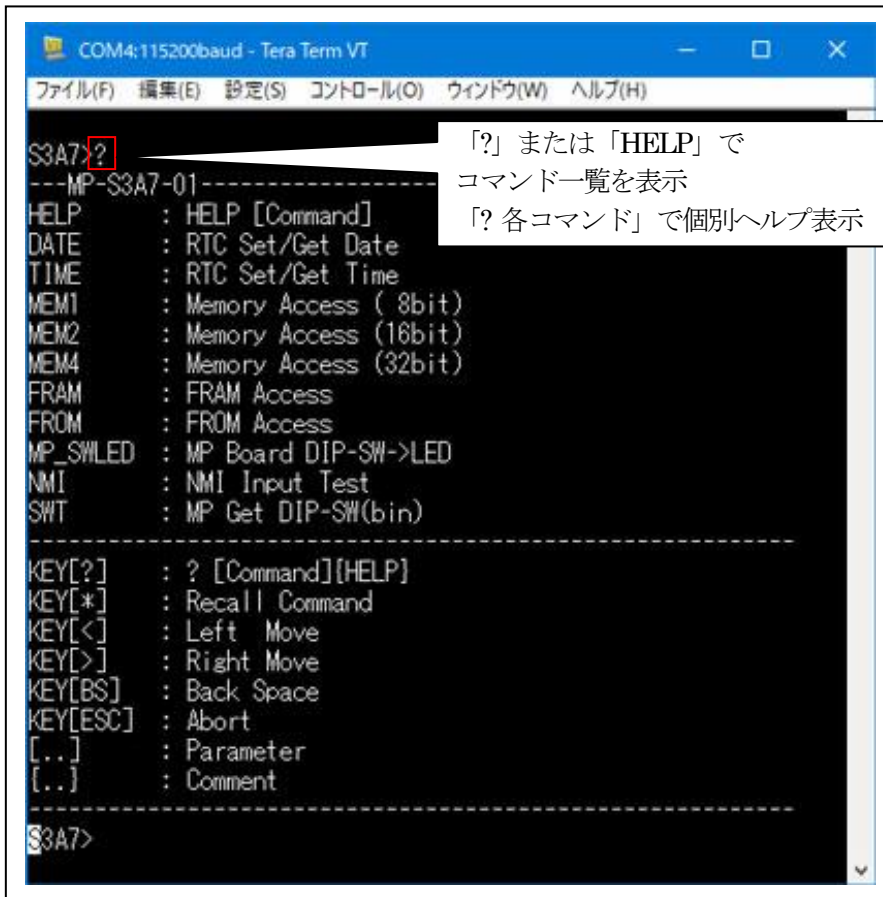 COM4:115200baud - Tera Term VT
ファイル(F) 編集(E) 設定(S) コントロール(O) ウィンドウ(W) ヘルプ(H)
S3A7>?
「?」または「HELP」で
コマンド一覧を表示
「? 各コマンド」で個別ヘルプ表示
---MP-S3A7-01------------------
HELP : HELP [Command]
DATE : RTC Set/Get Date
TIME : RTC Set/Get Time
MEM1 : Memory Access ( 8bit)
MEM2 : Memory Access (16bit)
MEM4 : Memory Access (32bit)
FRAM : FRAM Access
FROM : FROM Access
MP_SWLED : MP Board DIP-SW->LED
NMI : NMI Input Test
SWT : MP Get DIP-SW(bin)
------------------------------------------------------------
KEY[?] : ? [Command]{HELP}
KEY[*] : Recall Command
KEY[<] : Left Move
KEY[>] : Right Move
KEY[BS] : Back Space
KEY[ESC] : Abort
[..] : Parameter
{..} : Comment
------------------------------------------------------------
S3A7>